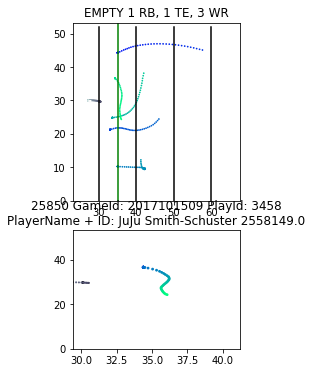 EMPTY 1 RB, 1 TE, 3 WR
50
40
30
20
10
0
30 40 50 60
25850 GameId: 2017101509 PlayId: 3458
PlayerName + ID: JuJu Smith-Schuster 2558149.0
40
20
0
30.0 32.5 35.0 37.5 40.0